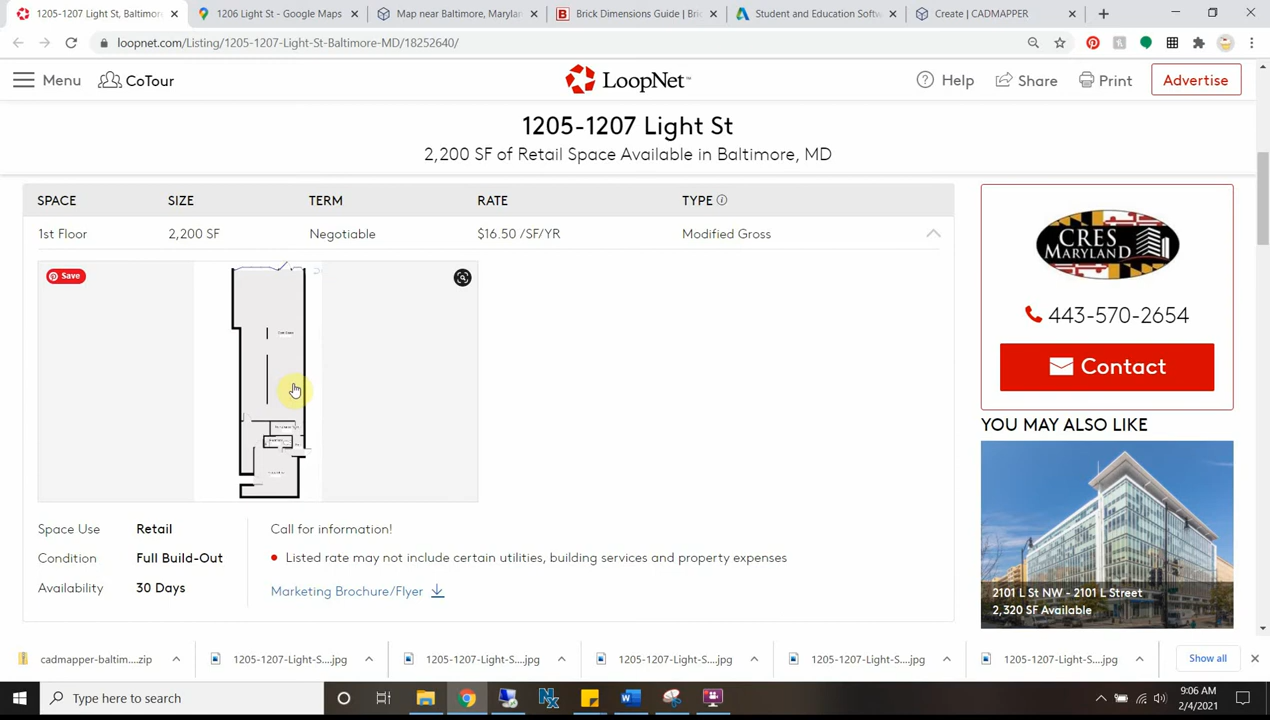 1205-1207 Light St, Baltimore
1206 Light St - Google Maps
Map near Baltimore, Marylan
Brick Dimensions Guide | Bric
Student and Education Softw
Create | CADMAPPER
loopnet.com/Listing/1205-1207-Light-St-Baltimore-MD/18252640/
Menu CoTour LoopNet Help Share Print Advertise
1205-1207 Light St
2,200 SF of Retail Space Available in Baltimore, MD
SPACE SIZE TERM RATE TYPE
1st Floor 2,200 SF Negotiable $16.50 /SF/YR Modified Gross
Save
CRES
MARYLAND
443-570-2654
Contact
YOU MAY ALSO LIKE
2101 L St NW - 2101 L Street
2,320 SF Available
Space Use Retail
Condition Full Build-Out
Availability 30 Days
Call for information!
Listed rate may not include certain utilities, building services and property expenses
Marketing Brochure/Flyer
cadmapper-baltim....zip
1205-1207-Light-S....jpg
1205-1207-Light-S....jpg
1205-1207-Light-S....jpg
1205-1207-Light-S....jpg
1205-1207-Light-S....jpg
Show all
Type here to search
9:06 AM
2/4/2021